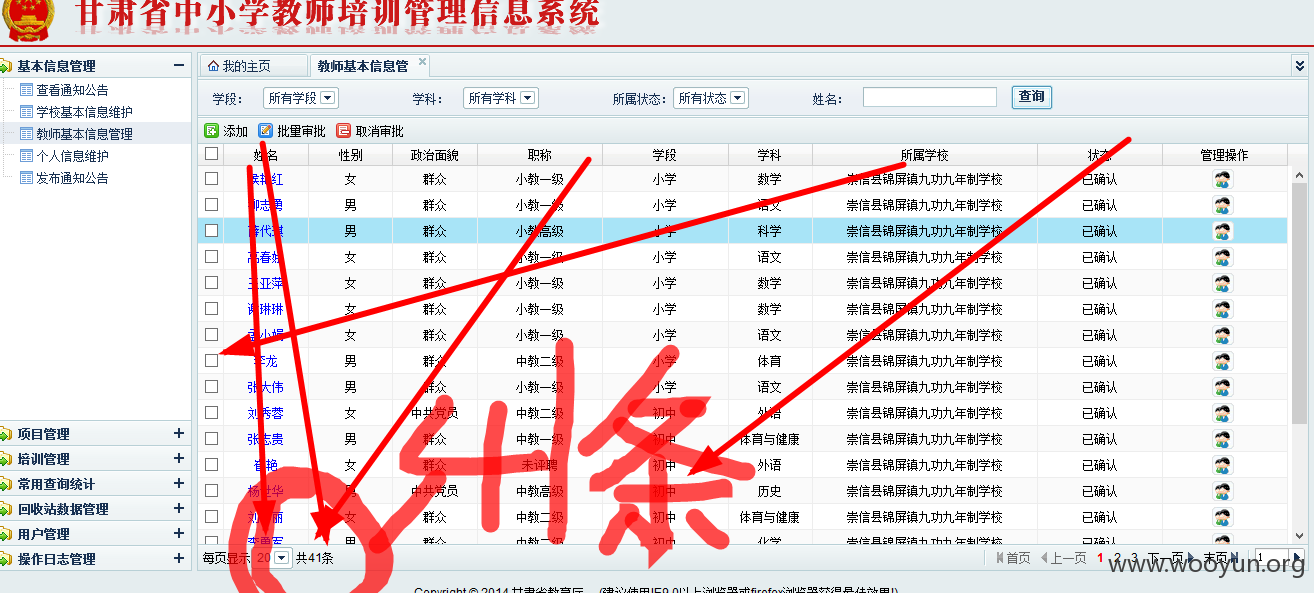 甘肃省中小学教师培训管理信息系统
基本信息管理
查看通知公告
学校基本信息维护
教师基本信息管理
个人信息维护
发布通知公告
项目管理
培训管理
常用查询统计
回收站数据管理
用户管理
操作日志管理
我的主页 教师基本信息管
学段: 所有学段 学科: 所有学科 所属状态: 所有状态 姓名: 查询
添加 批量审批 取消审批
姓名 性别 政治面貌 职称 学段 学科 所属学校 状态 管理操作
女 群众 小教一级 小学 数学 崇信县锦屏镇九功九年制学校 已确认
男 群众 小教一级 小学 语文 崇信县锦屏镇九功九年制学校 已确认
男 群众 小教高级 小学 科学 崇信县锦屏镇九功九年制学校 已确认
女 群众 小教一级 小学 语文 崇信县锦屏镇九功九年制学校 已确认
王亚萍 女 群众 小教一级 小学 数学 崇信县锦屏镇九功九年制学校 已确认
谢琳琳 女 群众 小教一级 小学 数学 崇信县锦屏镇九功九年制学校 已确认
女 群众 小教一级 小学 语文 崇信县锦屏镇九功九年制学校 已确认
李龙 男 群众 中教二级 小学 体育 崇信县锦屏镇九功九年制学校 已确认
张大伟 男 群众 小教一级 小学 语文 崇信县锦屏镇九功九年制学校 已确认
刘秀蓉 女 中共党员 中教二级 初中 外语 崇信县锦屏镇九功九年制学校 已确认
张志贵 男 群众 中教一级 初中 体育与健康 崇信县锦屏镇九功九年制学校 已确认
女 群众 未评聘 初中 外语 崇信县锦屏镇九功九年制学校 已确认
杨世华 男 中共党员 中教高级 初中 历史 崇信县锦屏镇九功九年制学校 已确认
女 群众 中教二级 初中 体育与健康 崇信县锦屏镇九功九年制学校 已确认
李勇军 男 群众 中教二级 初中 化学 崇信县锦屏镇九功九年制学校 已确认
41条
每页显示 20 共41条 首页 上一页 1 2 3 下一页 末页 1
www.wooyun.org
Copyright © 2014 甘肃省教育厅 (建议使用IE9.0以上浏览器或firefox浏览器获得最佳效果!)